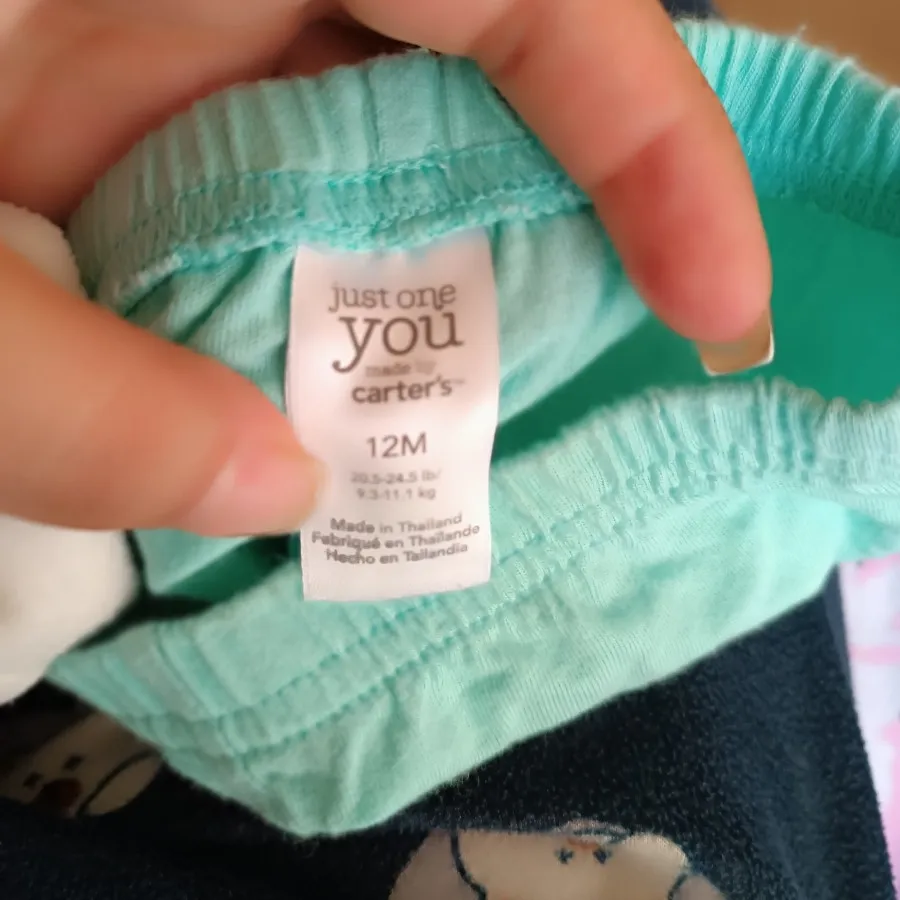 just one
you
made by
carter's™
12M
20.5-24.5 lb/
9.3-11.1 kg
Made in Thailand
Fabriqué en Thaïlande
Hecho en Tailandia